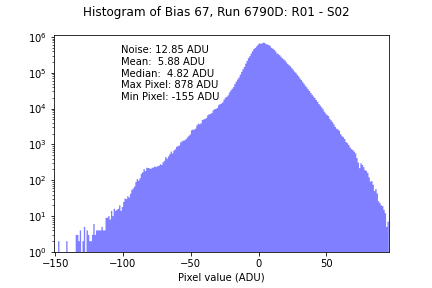 Histogram of Bias 67, Run 6790D: R01 - S02
10⁶
10⁵
10⁴
10³
10²
10¹
10⁰
Noise: 12.85 ADU
Mean:  5.88 ADU
Median:  4.82 ADU
Max Pixel: 878 ADU
Min Pixel: -155 ADU
−150 −100 −50 0 50
Pixel value (ADU)